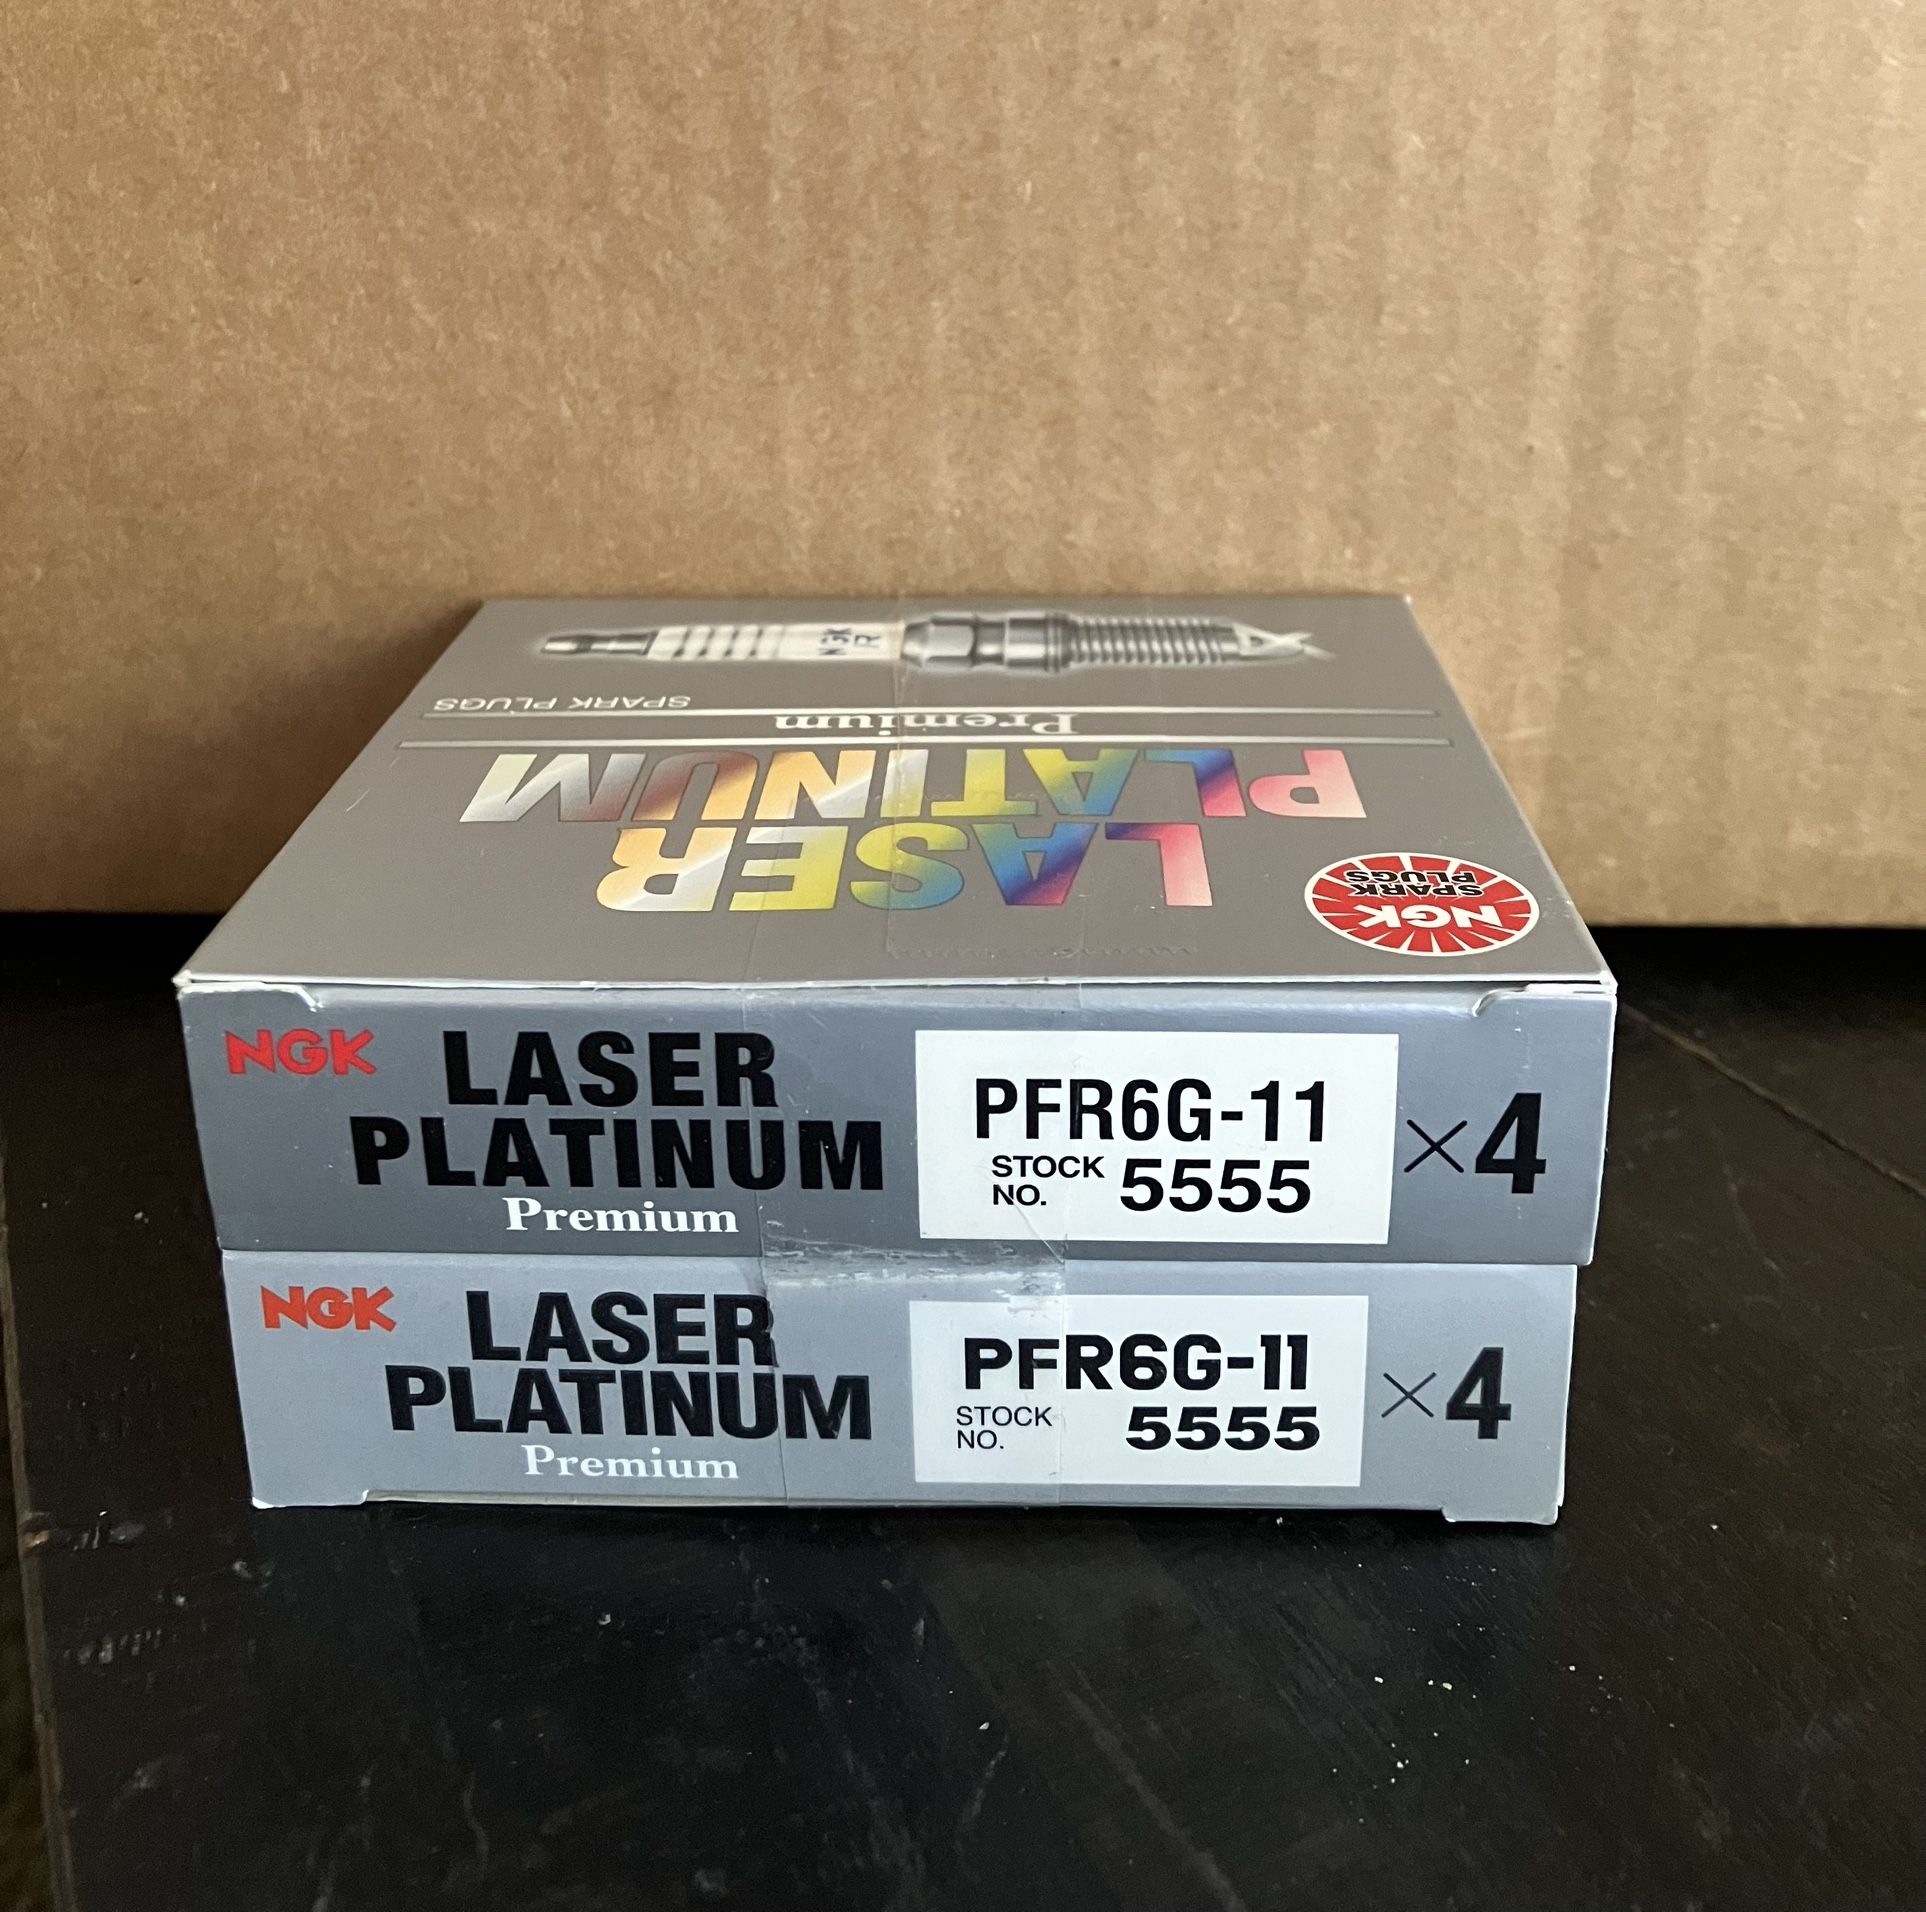 NGK
R
SPARK PLUGS
Premium
LASER
PLATINUM
NGK
SPARK
PLUGS
NGK
LASER
PLATINUM
Premium
PFR6G-11
STOCK NO. 5555
×4
NGK
LASER
PLATINUM
Premium
PFR6G-11
STOCK NO. 5555
×4